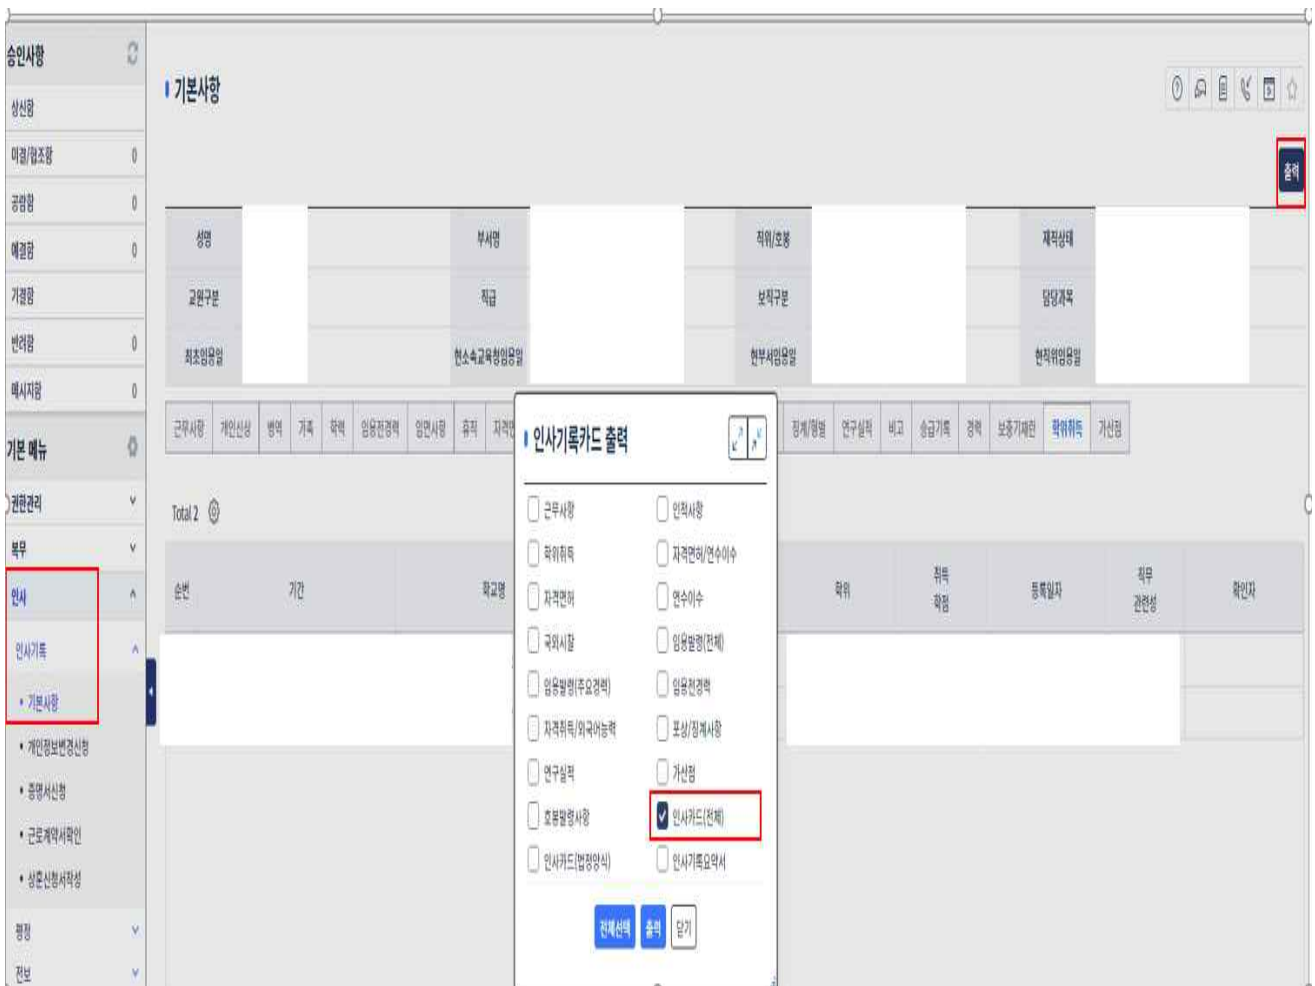 승인사항
상신함
미결/협조함 0
공람함 0
예결함 0
기결함
반려함 0
메시지함 0
기본 메뉴
권한관리
복무
인사
인사기록
• 기본사항
• 개인정보변경신청
• 증명서신청
• 근로계약서확인
• 상훈신청서작성
평정
전보
기본사항
출력
성명 부서명 직위/호봉 재직상태
교원구분 직급 보직구분 담당과목
최초임용일 현소속교육청임용일 현부서임용일 현직위임용일
근무사항 개인신상 병역 가족 학력 임용전경력 임면사항 휴직 징계/형벌 연구실적 비고 승급기록 경력 보충기재란 학위취득 가산점
Total 2
순번 기간 학교명 학위 취득 학점 등록일자 직무 관련성 확인자
인사기록카드 출력
근무사항 인적사항
학위취득 자격면허/연수이수
자격면허 연수이수
국외시찰 임용발령(전체)
임용발령(주요경력) 임용전경력
자격취득/외국어능력 포상/징계사항
연구실적 가산점
호봉발령사항 인사카드(전체)
인사카드(법정양식) 인사기록요약서
전체선택 출력 닫기